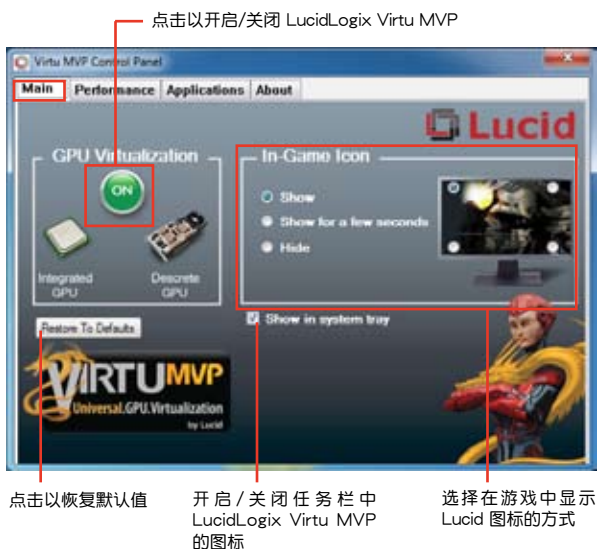 点击以开启/关闭 LucidLogix Virtu MVP
Virtu MVP Control Panel
Main Performance Applications About
Lucid
GPU Virtualization
In-Game Icon
ON
Show
Show for a few seconds
Hide
Integrated
GPU
Descrete
GPU
Restore To Defaults
Show in system tray
VIRTUMVP
Universal.GPU.Virtualization
by Lucid
点击以恢复默认值
开启/关闭任务栏中
LucidLogix Virtu MVP
的图标
选择在游戏中显示
Lucid 图标的方式